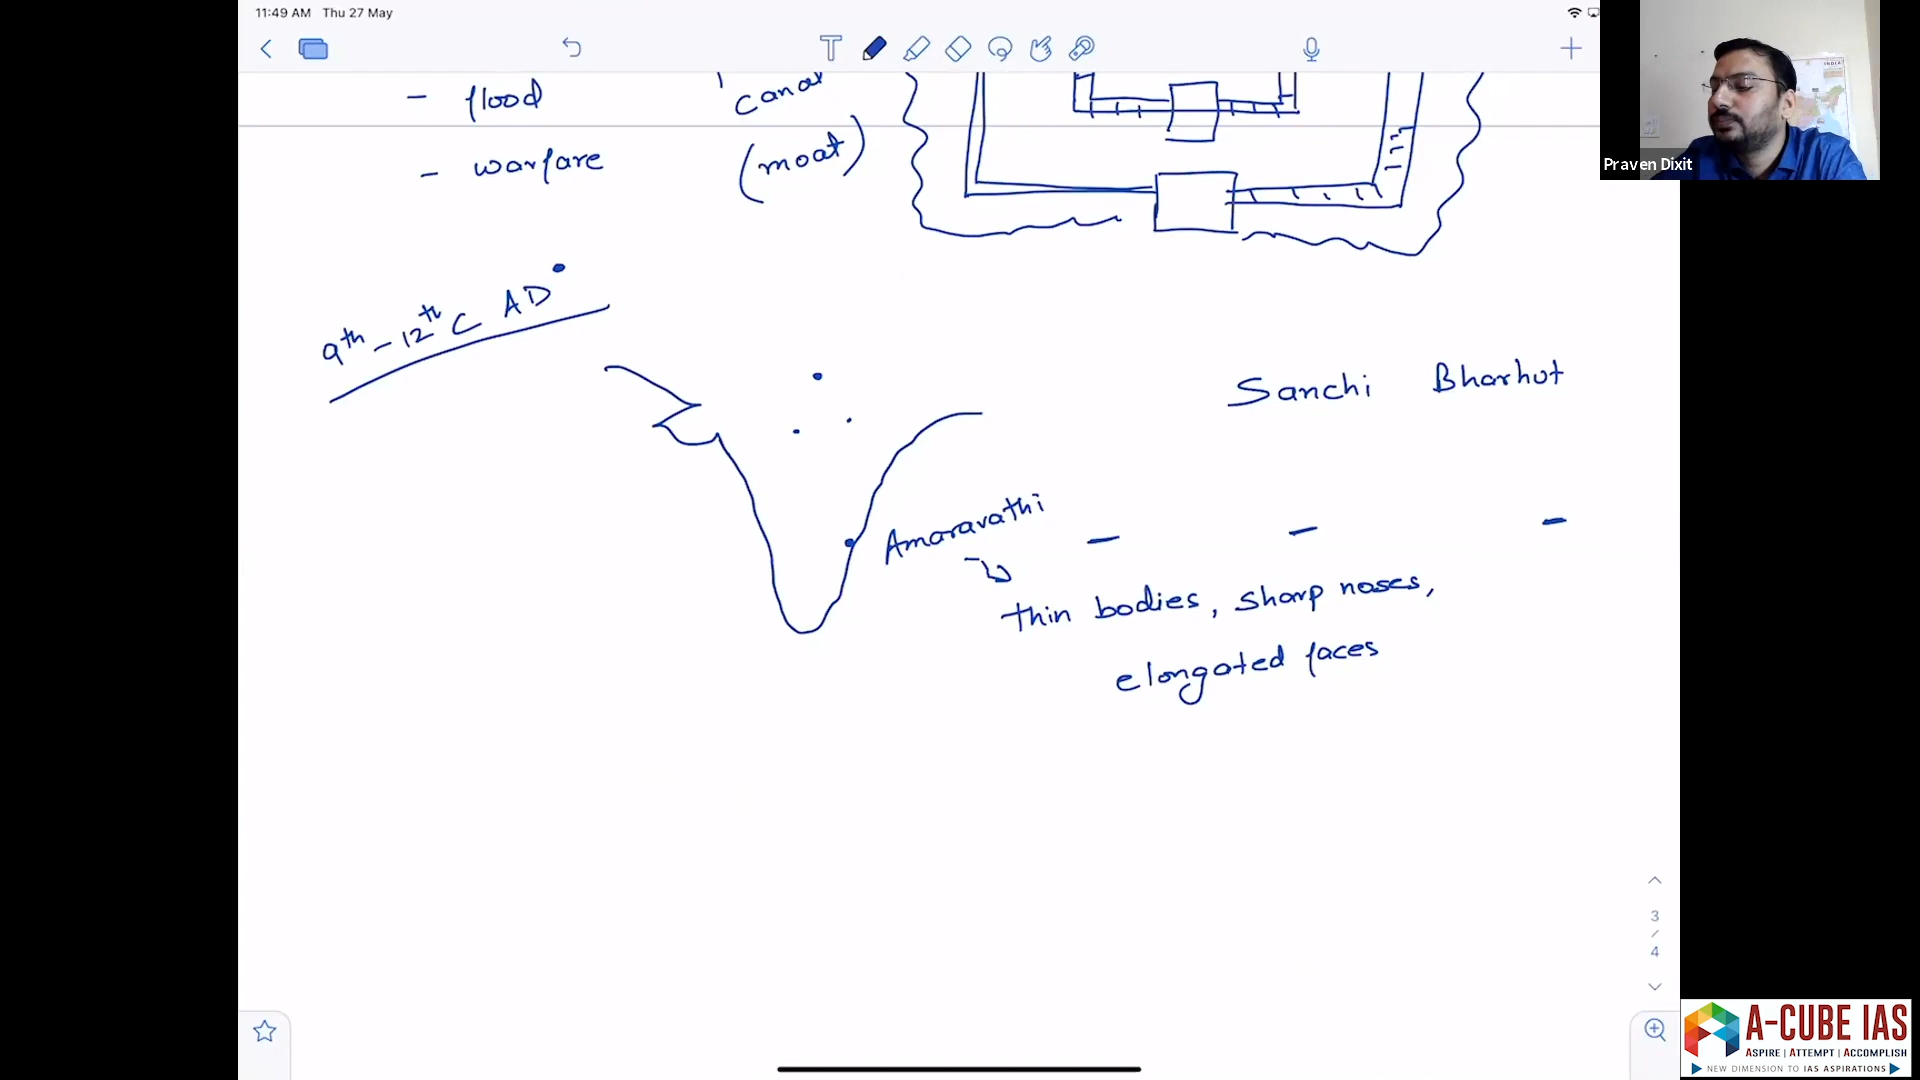 11:49 AM Thu 27 May
Praven Dixit
- flood
canal
- warfare
(moat)
9th - 12th C AD
Sanchi Bharhut
Amaravathi - - -
thin bodies, sharp noses,
elongated faces
3
/
4
A-CUBE IAS
ASPIRE | ATTEMPT | ACCOMPLISH
NEW DIMENSION TO IAS ASPIRATIONS